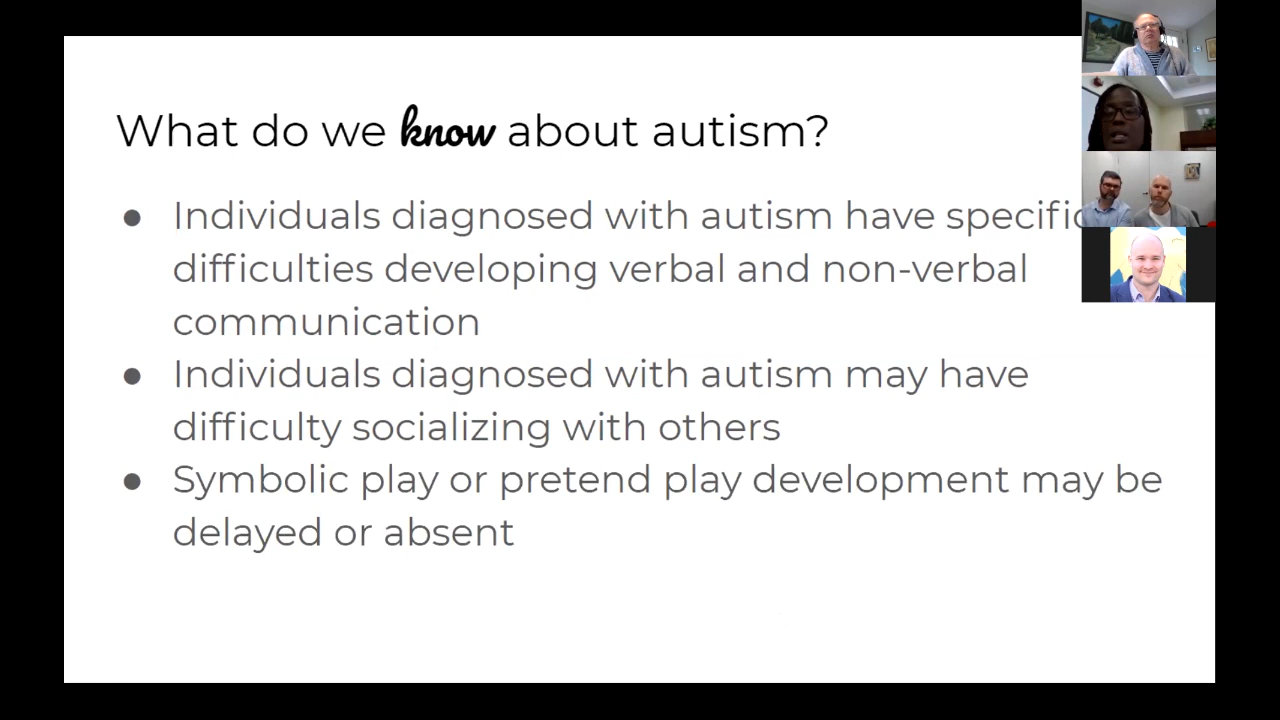 What do we know about autism?
● Individuals diagnosed with autism have specific
difficulties developing verbal and non-verbal
communication
● Individuals diagnosed with autism may have
difficulty socializing with others
● Symbolic play or pretend play development may be
delayed or absent